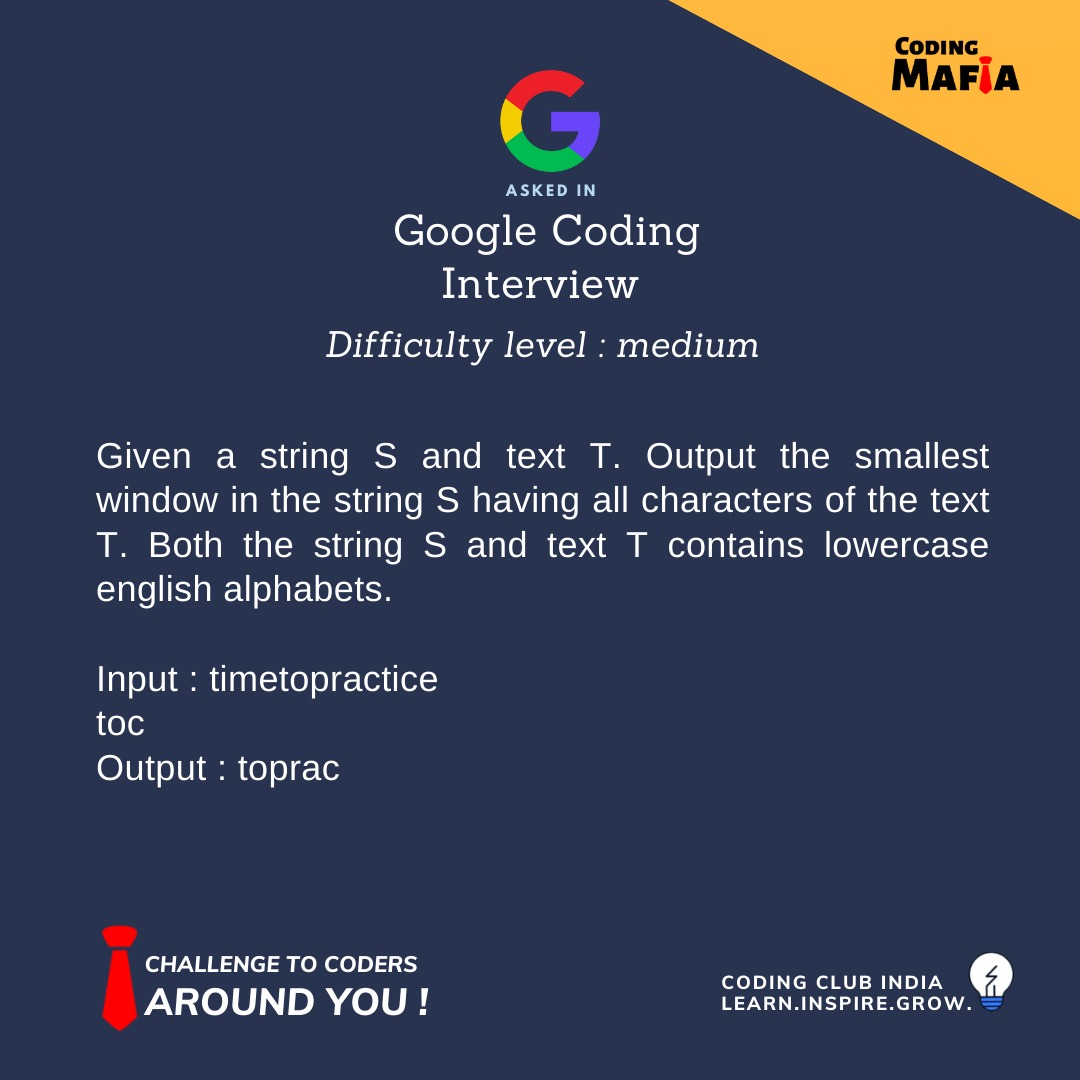 CODING
MAFIA
ASKED IN
Google Coding
Interview
Difficulty level : medium
Given a string S and text T. Output the smallest
window in the string S having all characters of the text
T. Both the string S and text T contains lowercase
english alphabets.
Input : timetopractice
toc
Output : toprac
CHALLENGE TO CODERS
AROUND YOU !
CODING CLUB INDIA
LEARN.INSPIRE.GROW.